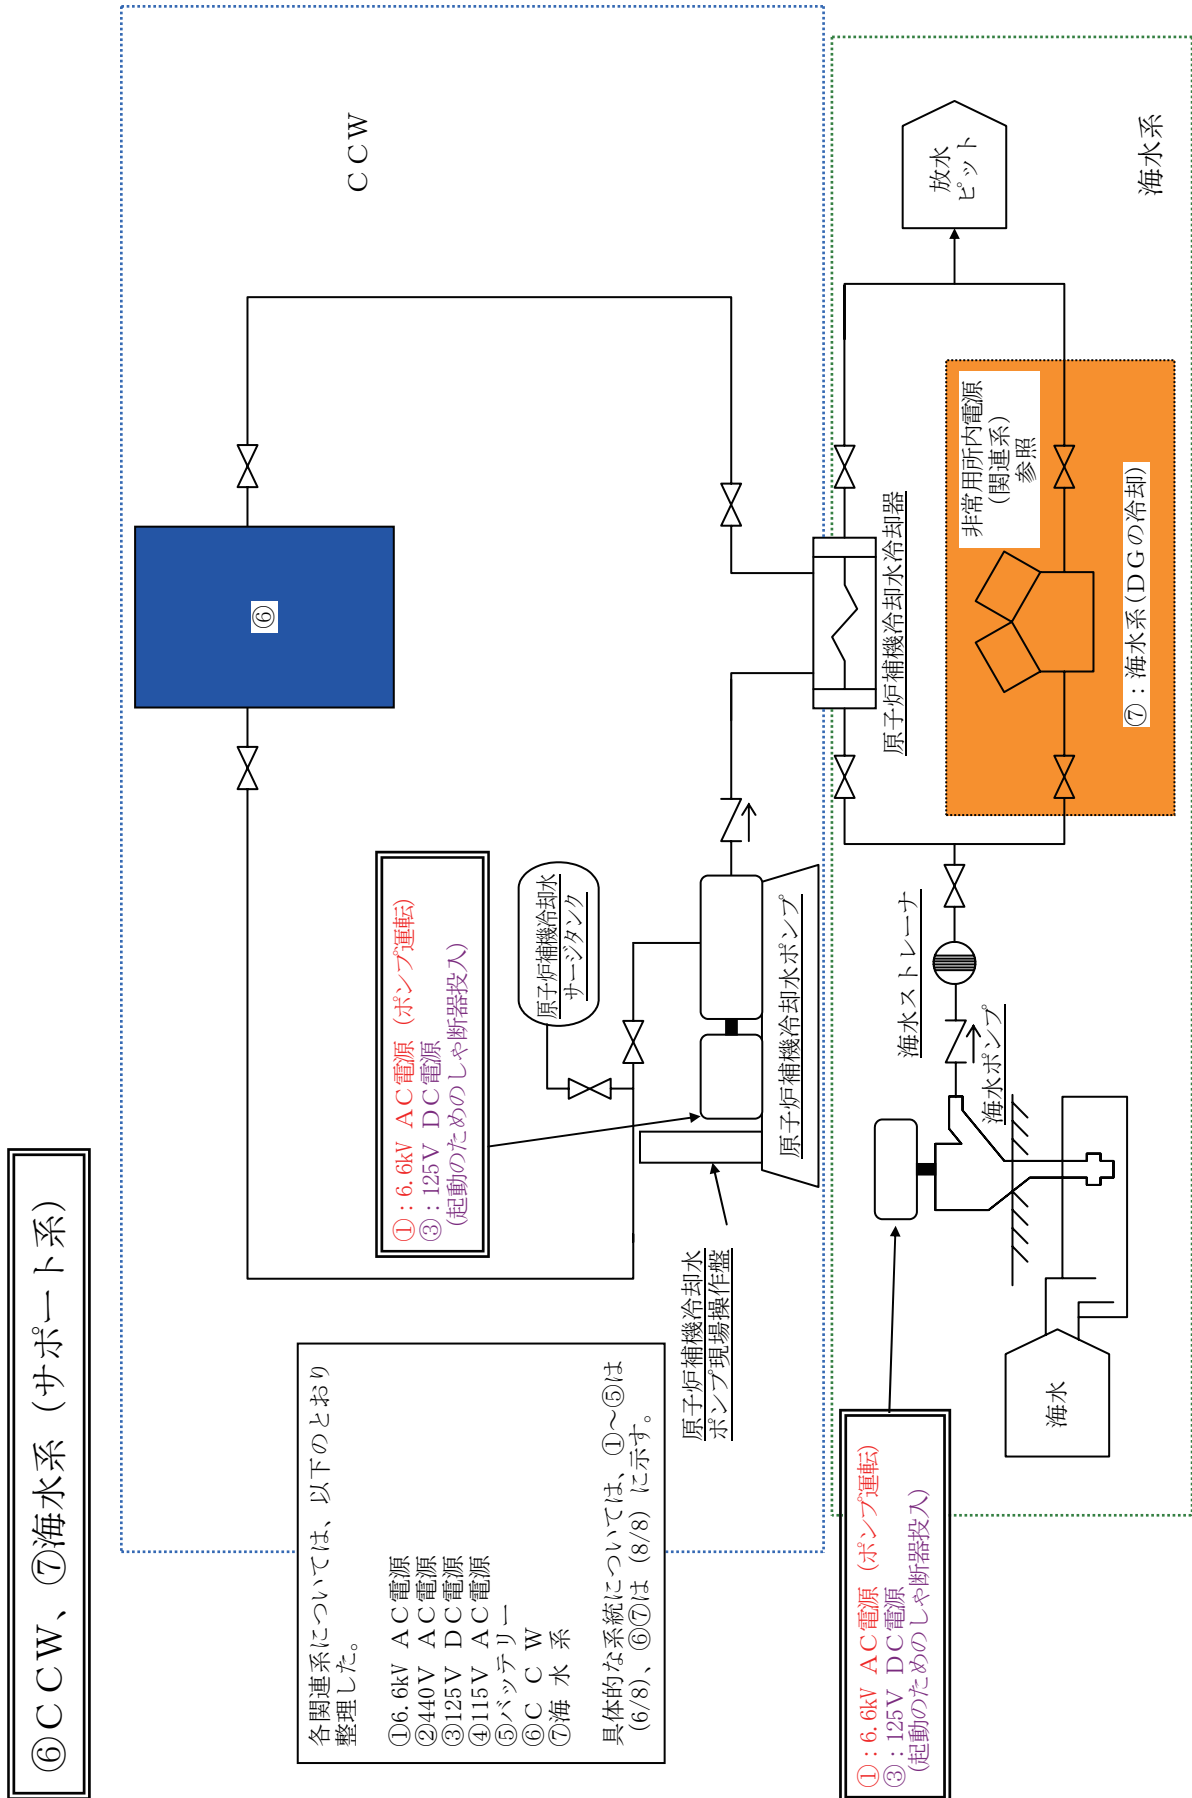 ⑥CCW、⑦海水系（サポート系）
各関連系については、以下のとおり
整理した。
①6.6kV AC電源
②440V AC電源
③125V DC電源
④115V AC電源
⑤バッテリー
⑥C C W
⑦海 水 系
具体的な系統については、①～⑤は
(6/8)、⑥⑦は (8/8) に示す。
CCW
⑥
①：6.6kV AC電源（ポンプ運転）
③：125V DC電源
(起動のためのしゃ断器投入)
原子炉補機冷却水
サージタンク
原子炉補機冷却水ポンプ
原子炉補機冷却水
ポンプ現場操作盤
原子炉補機冷却水冷却器
①：6.6kV AC電源（ポンプ運転）
③：125V DC電源
(起動のためのしゃ断器投入)
海水
海水ポンプ
海水ストレーナ
非常用所内電源
(関連系)
参照
⑦：海水系(DGの冷却)
放水
ピット
海水系